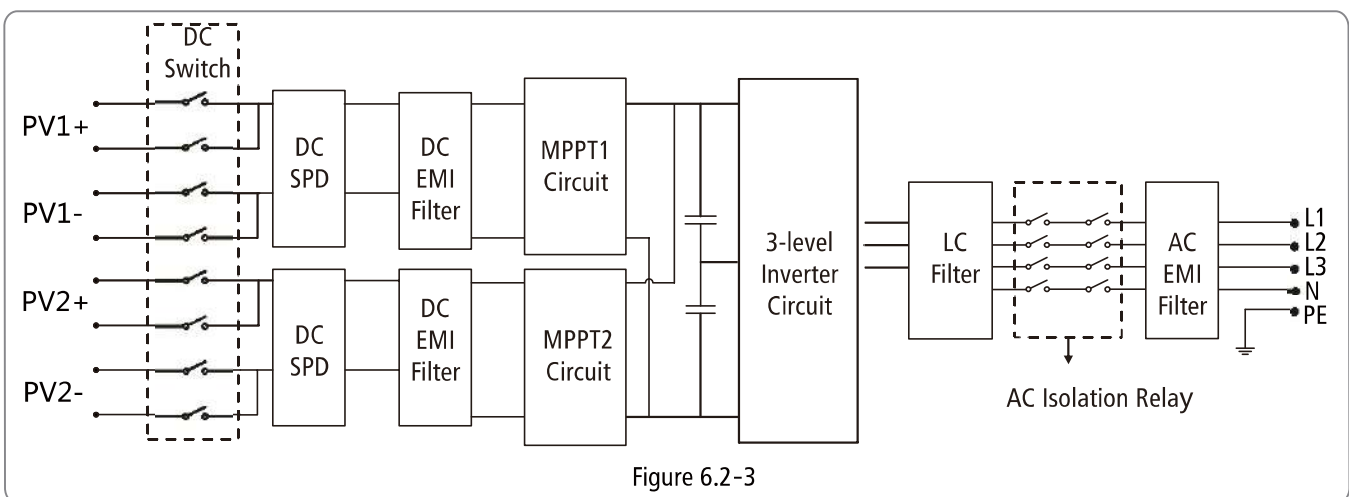 DC
Switch
PV1+
PV1-
PV2+
PV2-
DC
SPD
DC
SPD
DC
EMI
Filter
DC
EMI
Filter
MPPT1
Circuit
MPPT2
Circuit
3-level
Inverter
Circuit
LC
Filter
AC Isolation Relay
AC
EMI
Filter
L1
L2
L3
N
PE
Figure 6.2-3